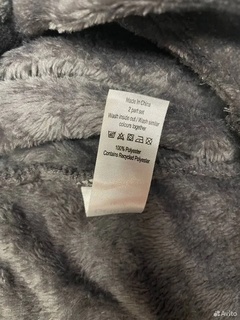 Made in China
2 part set
Wash inside out / Wash similar
colours together
100% Polyester
Contains Recycled Polyester
Avito